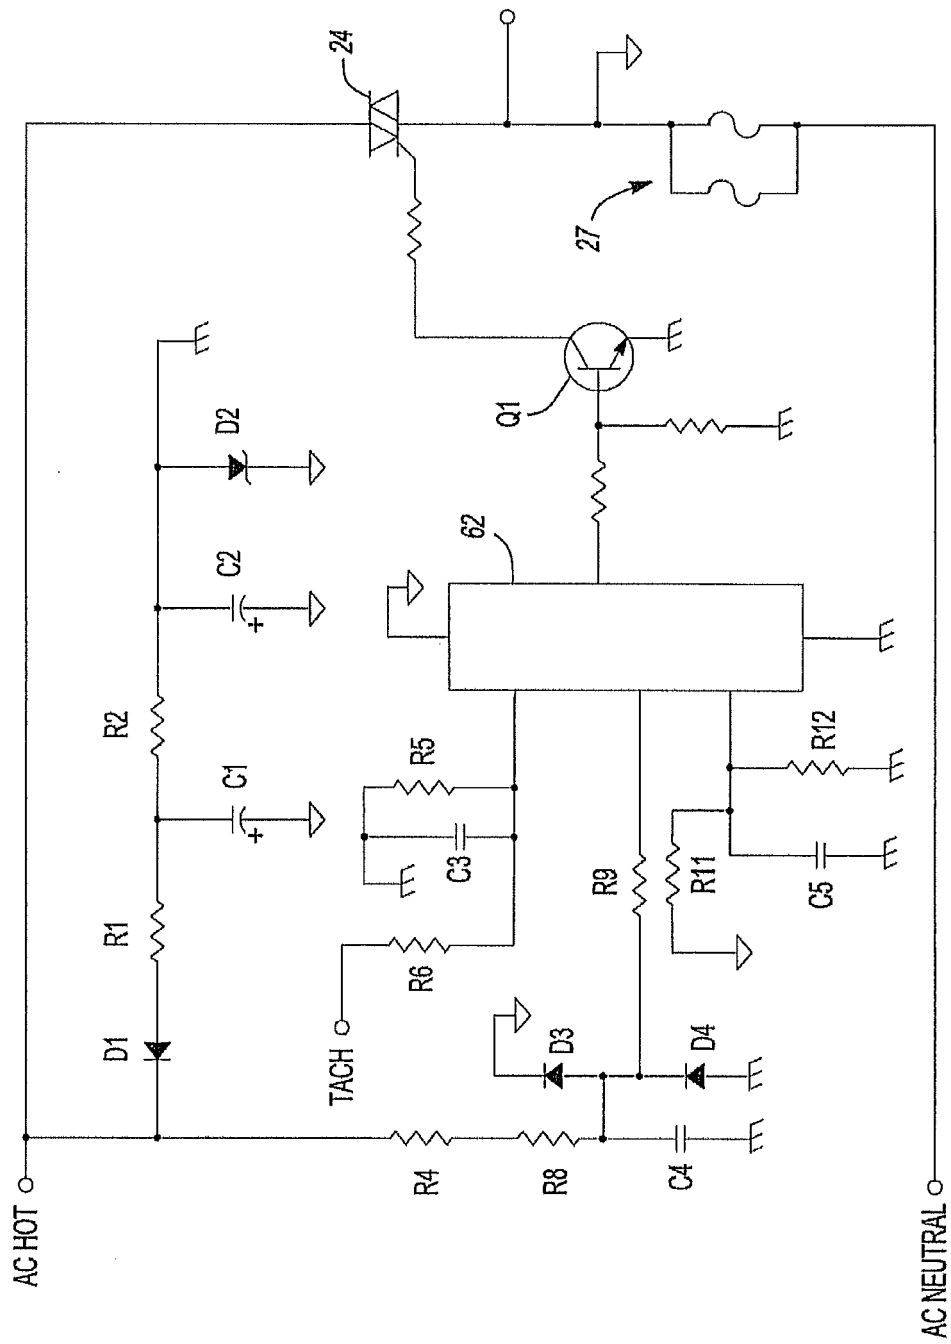 AC HOT
D1
R1
C1
+
R2
C2
+
D2
24
TACH
R6
C3
R5
R4
R8
C4
D3
D4
R9
R11
C5
R12
62
Q1
27
AC NEUTRAL